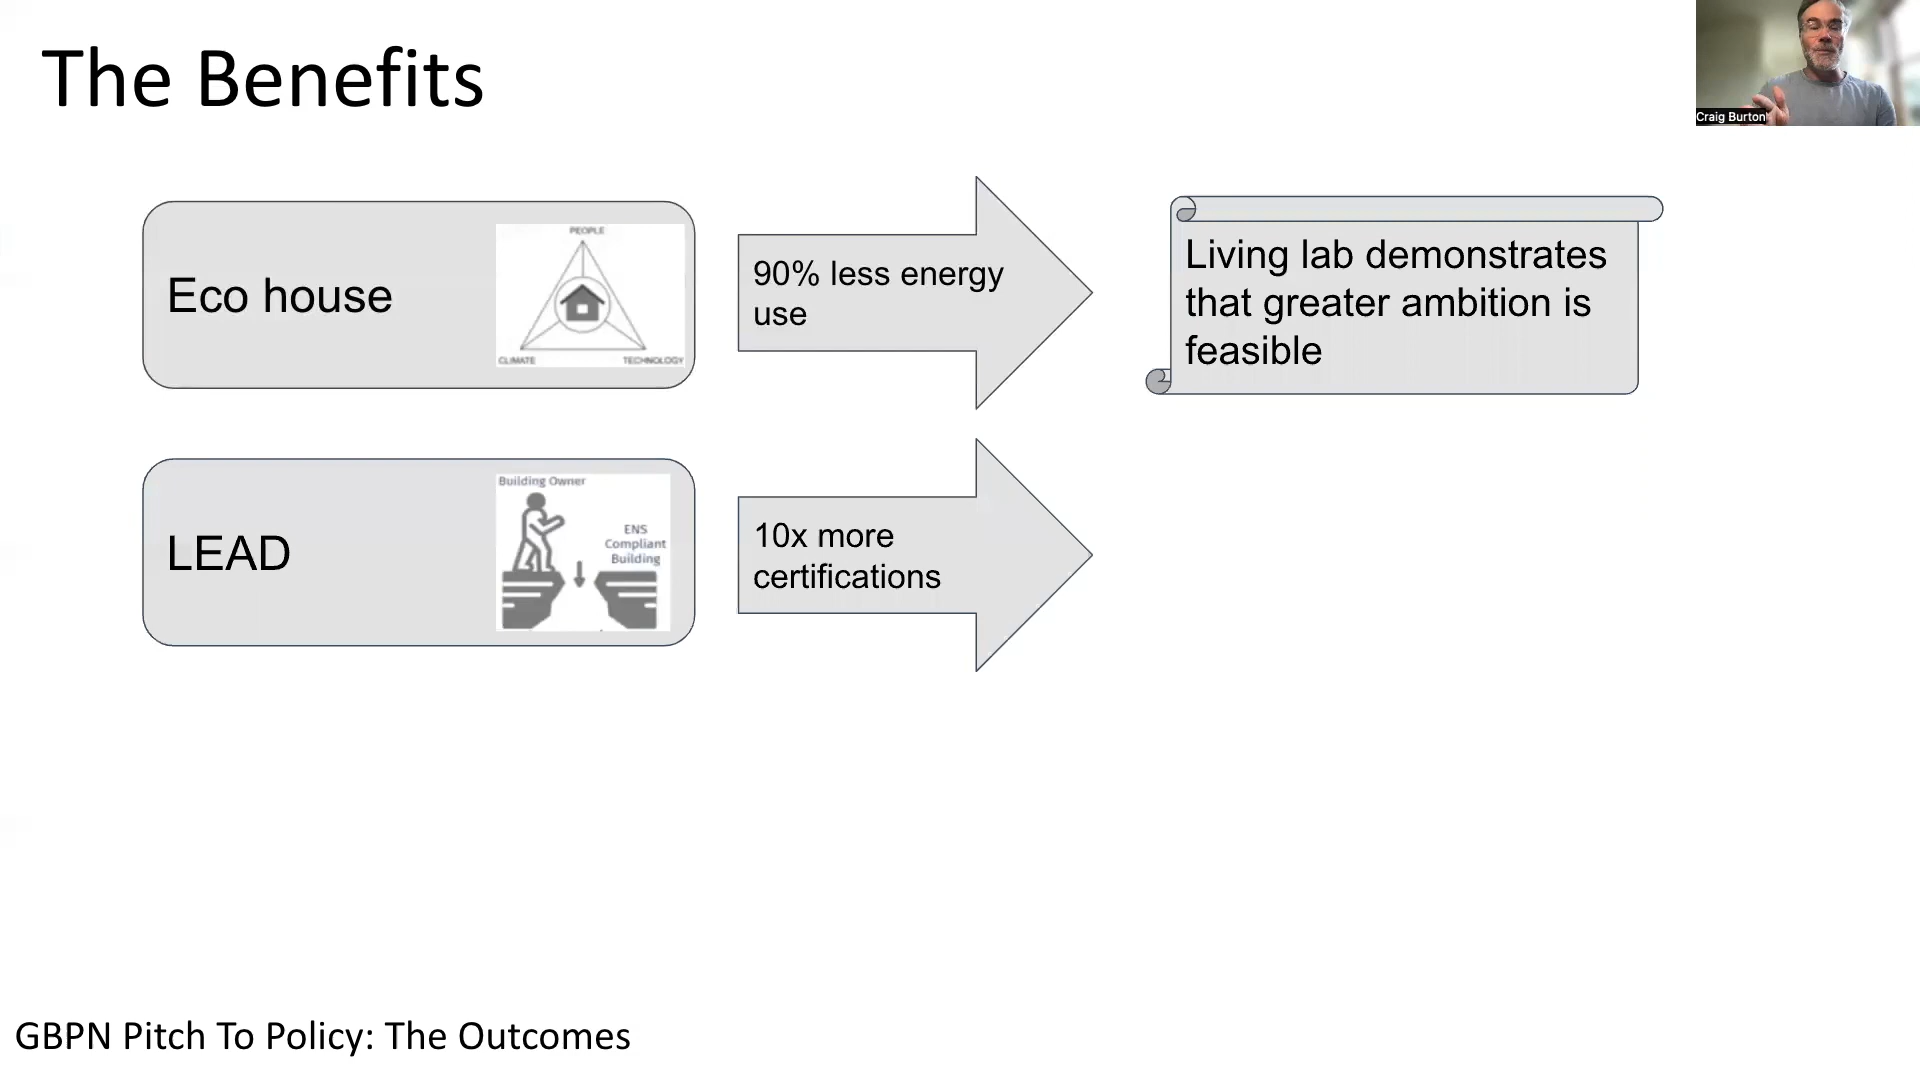 The Benefits
Craig Burton
Eco house
PEOPLE
CLIMATE
TECHNOLOGY
90% less energy
use
Living lab demonstrates
that greater ambition is
feasible
LEAD
Building Owner
ENS
Compliant
Building
10x more
certifications
GBPN Pitch To Policy: The Outcomes